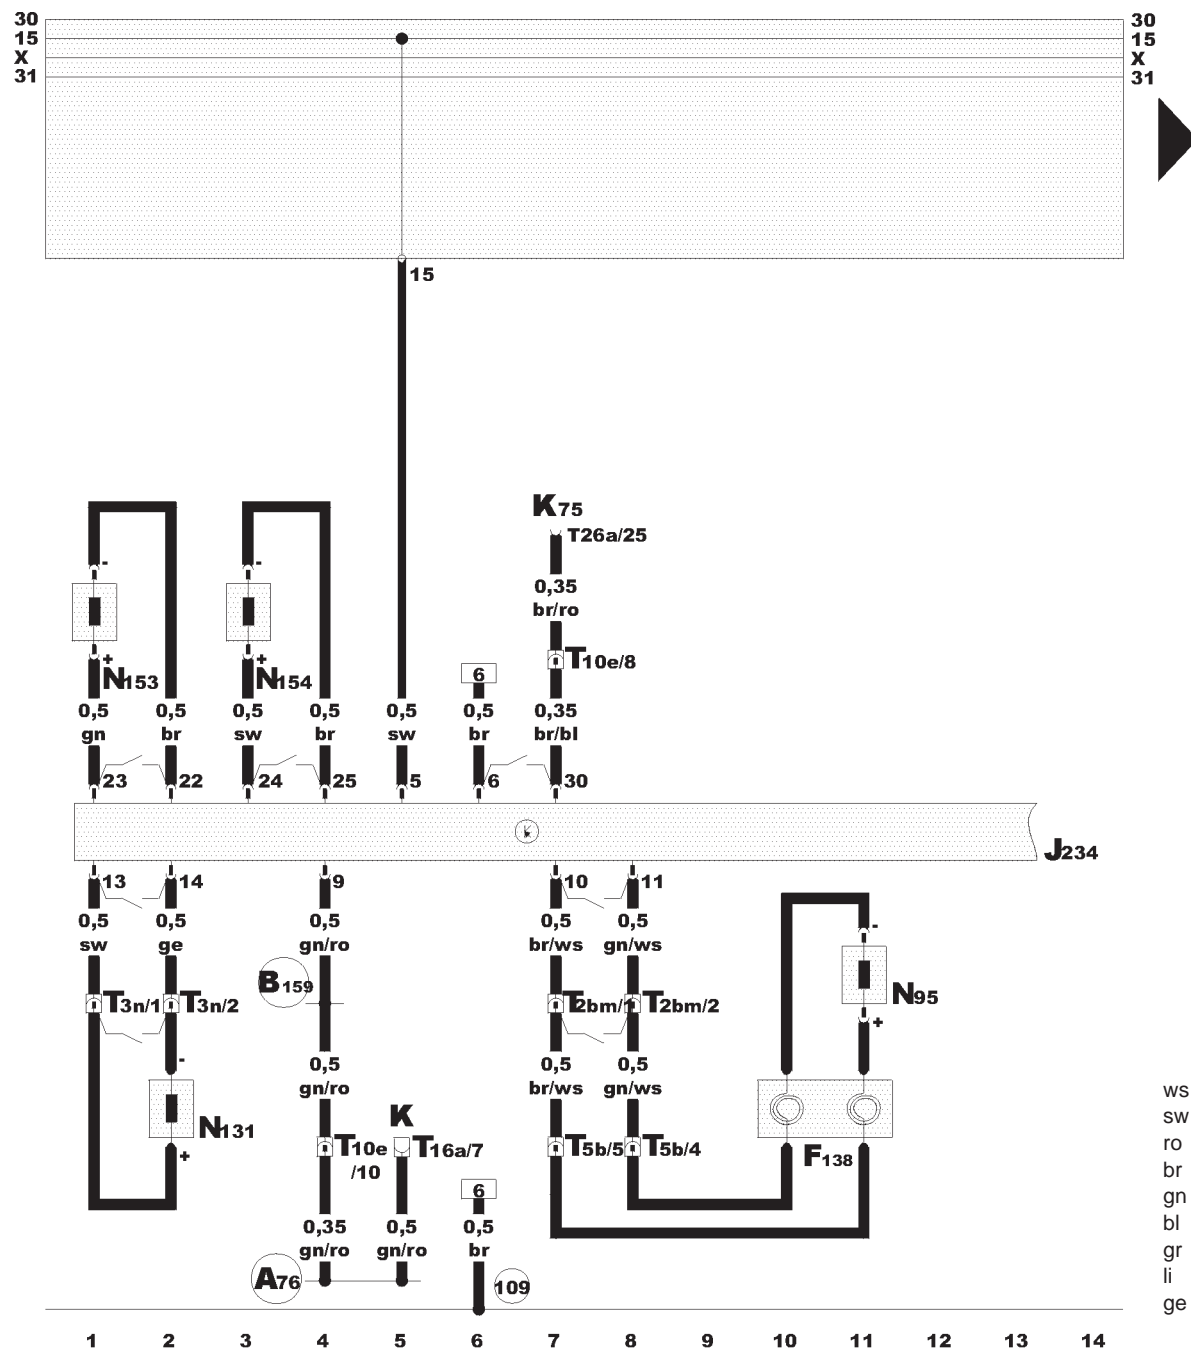 30 30
15 15
X X
31 31
15
K75
T26a/25
0,35
br/ro
- -
+ + T10e/8
N153 N154 6
0,5 0,5 0,5 0,5 0,5 0,5 0,35
gn br sw br sw br br/bl
23 22 24 25 5 6 30
J234
13 14 9 10 11
0,5 0,5 0,5 0,5 0,5 -
sw ge gn/ro br/ws gn/ws
B159 N95
T3n/1 T3n/2 T2bm/1 T2bm/2 +
- 0,5 0,5 0,5
gn/ro br/ws gn/ws
ws
K sw
N131 ro
T10e/10 T16a/7 T5b/5 T5b/4 F138
+ br
6 gn
0,35 0,5 0,5 bl
gn/ro gn/ro br gr
A76 109 li
ge
1 2 3 4 5 6 7 8 9 10 11 12 13 14